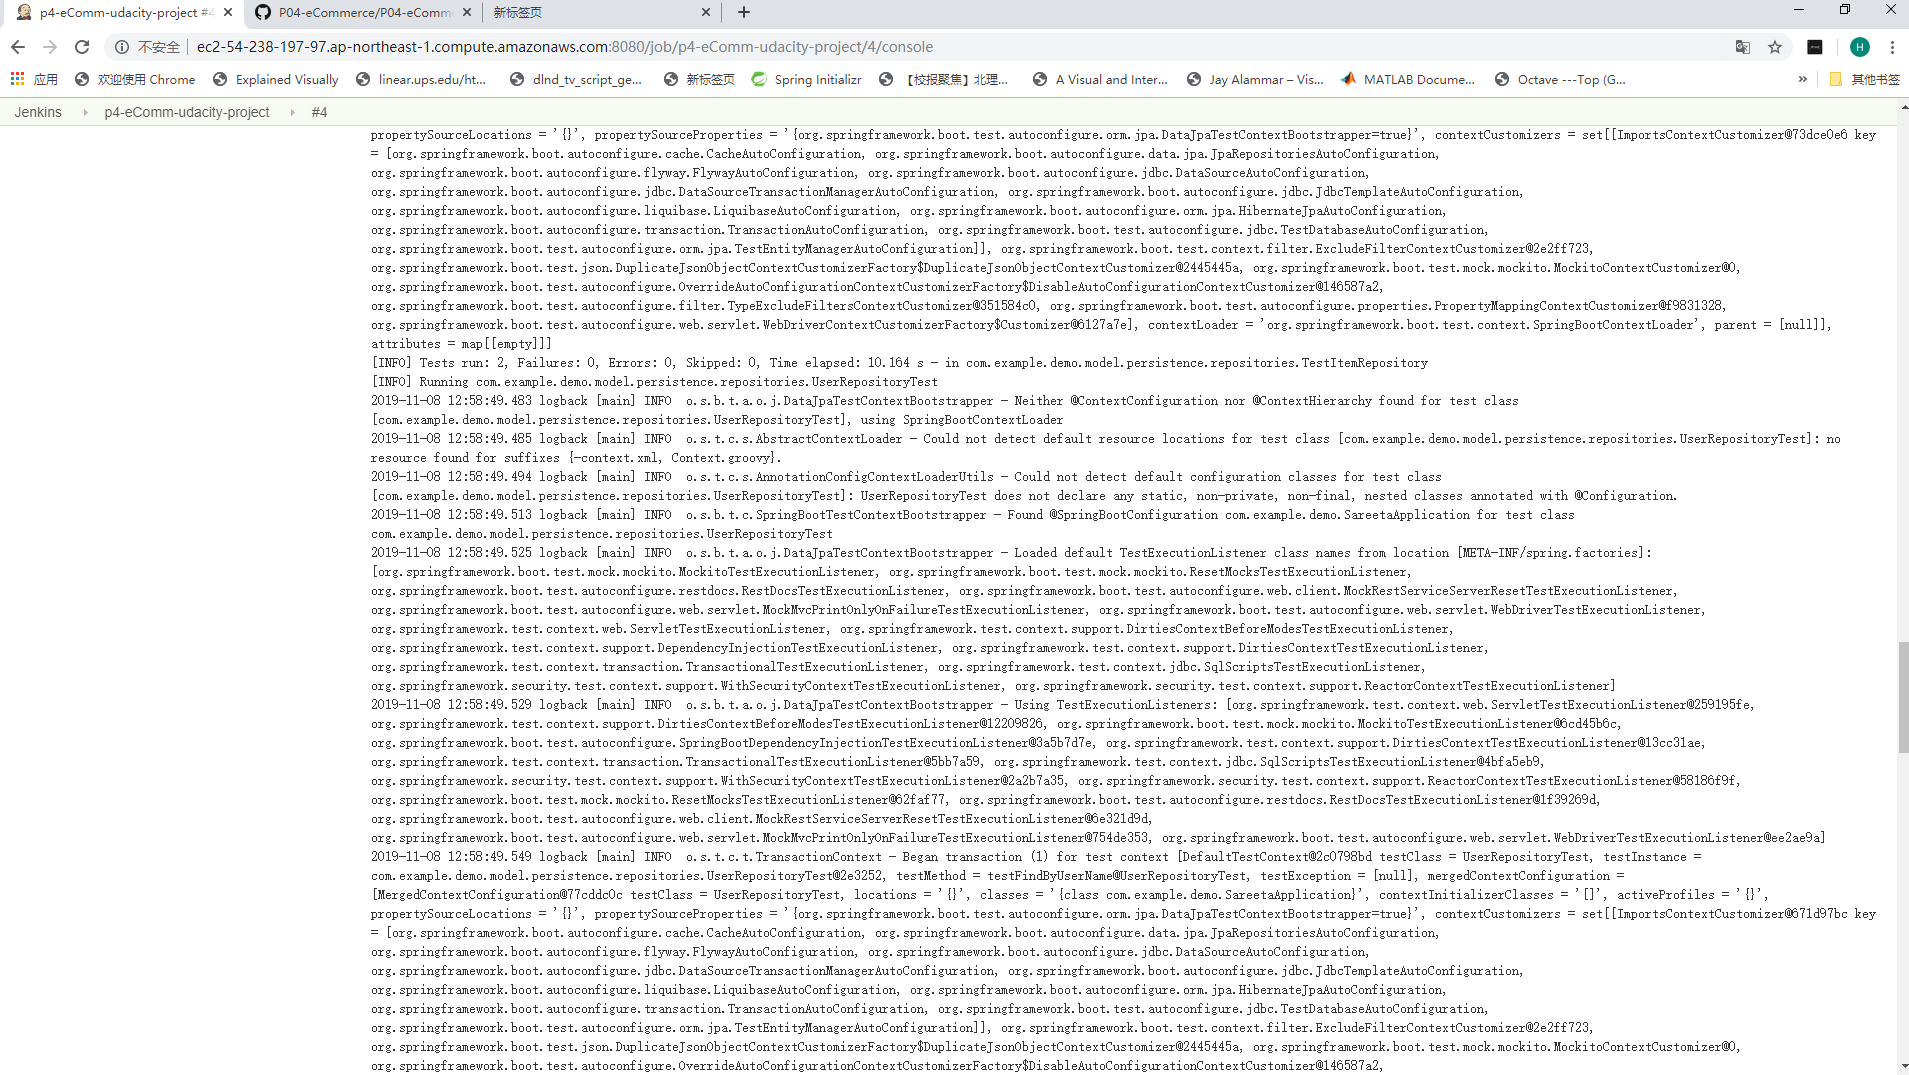 p4-eComm-udacity-project #4
P04-eCommerce/P04-eComm
新标签页
不安全
ec2-54-238-197-97.ap-northeast-1.compute.amazonaws.com:8080/job/p4-eComm-udacity-project/4/console
H
应用
欢迎使用 Chrome
Explained Visually
linear.ups.edu/ht...
dlnd_tv_script_ge...
新标签页
Spring Initializr
【校报聚焦】北理...
A Visual and Inter...
Jay Alammar – Vis...
MATLAB Docume...
Octave ---Top (G...
»
其他书签
Jenkins
p4-eComm-udacity-project
#4
propertySourceLocations = '{}', propertySourceProperties = '{org.springframework.boot.test.autoconfigure.orm.jpa.DataJpaTestContextBootstrapper=true}', contextCustomizers = set[[ImportsContextCustomizer@73dce0e6 key
= [org.springframework.boot.autoconfigure.cache.CacheAutoConfiguration, org.springframework.boot.autoconfigure.data.jpa.JpaRepositoriesAutoConfiguration,
org.springframework.boot.autoconfigure.flyway.FlywayAutoConfiguration, org.springframework.boot.autoconfigure.jdbc.DataSourceAutoConfiguration,
org.springframework.boot.autoconfigure.jdbc.DataSourceTransactionManagerAutoConfiguration, org.springframework.boot.autoconfigure.jdbc.JdbcTemplateAutoConfiguration,
org.springframework.boot.autoconfigure.liquibase.LiquibaseAutoConfiguration, org.springframework.boot.autoconfigure.orm.jpa.HibernateJpaAutoConfiguration,
org.springframework.boot.autoconfigure.transaction.TransactionAutoConfiguration, org.springframework.boot.test.autoconfigure.jdbc.TestDatabaseAutoConfiguration,
org.springframework.boot.test.autoconfigure.orm.jpa.TestEntityManagerAutoConfiguration]], org.springframework.boot.test.context.filter.ExcludeFilterContextCustomizer@2e2ff723,
org.springframework.boot.test.json.DuplicateJsonObjectContextCustomizerFactory$DuplicateJsonObjectContextCustomizer@2445445a, org.springframework.boot.test.mock.mockito.MockitoContextCustomizer@0,
org.springframework.boot.test.autoconfigure.OverrideAutoConfigurationContextCustomizerFactory$DisableAutoConfigurationContextCustomizer@146587a2,
org.springframework.boot.test.autoconfigure.filter.TypeExcludeFiltersContextCustomizer@351584c0, org.springframework.boot.test.autoconfigure.properties.PropertyMappingContextCustomizer@f9831328,
org.springframework.boot.test.autoconfigure.web.servlet.WebDriverContextCustomizerFactory$Customizer@6127a7e], contextLoader = 'org.springframework.boot.test.context.SpringBootContextLoader', parent = [null]],
attributes = map[[empty]]]
[INFO] Tests run: 2, Failures: 0, Errors: 0, Skipped: 0, Time elapsed: 10.164 s - in com.example.demo.model.persistence.repositories.TestItemRepository
[INFO] Running com.example.demo.model.persistence.repositories.UserRepositoryTest
2019-11-08 12:58:49.483 logback [main] INFO  o.s.b.t.a.o.j.DataJpaTestContextBootstrapper - Neither @ContextConfiguration nor @ContextHierarchy found for test class
[com.example.demo.model.persistence.repositories.UserRepositoryTest], using SpringBootContextLoader
2019-11-08 12:58:49.485 logback [main] INFO  o.s.t.c.s.AbstractContextLoader - Could not detect default resource locations for test class [com.example.demo.model.persistence.repositories.UserRepositoryTest]: no
resource found for suffixes {-context.xml, Context.groovy}.
2019-11-08 12:58:49.494 logback [main] INFO  o.s.t.c.s.AnnotationConfigContextLoaderUtils - Could not detect default configuration classes for test class
[com.example.demo.model.persistence.repositories.UserRepositoryTest]: UserRepositoryTest does not declare any static, non-private, non-final, nested classes annotated with @Configuration.
2019-11-08 12:58:49.513 logback [main] INFO  o.s.b.t.c.SpringBootTestContextBootstrapper - Found @SpringBootConfiguration com.example.demo.SareetaApplication for test class
com.example.demo.model.persistence.repositories.UserRepositoryTest
2019-11-08 12:58:49.525 logback [main] INFO  o.s.b.t.a.o.j.DataJpaTestContextBootstrapper - Loaded default TestExecutionListener class names from location [META-INF/spring.factories]:
[org.springframework.boot.test.mock.mockito.MockitoTestExecutionListener, org.springframework.boot.test.mock.mockito.ResetMocksTestExecutionListener,
org.springframework.boot.test.autoconfigure.restdocs.RestDocsTestExecutionListener, org.springframework.boot.test.autoconfigure.web.client.MockRestServiceServerResetTestExecutionListener,
org.springframework.boot.test.autoconfigure.web.servlet.MockMvcPrintOnlyOnFailureTestExecutionListener, org.springframework.boot.test.autoconfigure.web.servlet.WebDriverTestExecutionListener,
org.springframework.test.context.web.ServletTestExecutionListener, org.springframework.test.context.support.DirtiesContextBeforeModesTestExecutionListener,
org.springframework.test.context.support.DependencyInjectionTestExecutionListener, org.springframework.test.context.support.DirtiesContextTestExecutionListener,
org.springframework.test.context.transaction.TransactionalTestExecutionListener, org.springframework.test.context.jdbc.SqlScriptsTestExecutionListener,
org.springframework.security.test.context.support.WithSecurityContextTestExecutionListener, org.springframework.security.test.context.support.ReactorContextTestExecutionListener]
2019-11-08 12:58:49.529 logback [main] INFO  o.s.b.t.a.o.j.DataJpaTestContextBootstrapper - Using TestExecutionListeners: [org.springframework.test.context.web.ServletTestExecutionListener@259195fe,
org.springframework.test.context.support.DirtiesContextBeforeModesTestExecutionListener@12209826, org.springframework.boot.test.mock.mockito.MockitoTestExecutionListener@6cd45b6c,
org.springframework.boot.test.autoconfigure.SpringBootDependencyInjectionTestExecutionListener@3a5b7d7e, org.springframework.test.context.support.DirtiesContextTestExecutionListener@13cc31ae,
org.springframework.test.context.transaction.TransactionalTestExecutionListener@5bb7a59, org.springframework.test.context.jdbc.SqlScriptsTestExecutionListener@4bfa5eb9,
org.springframework.security.test.context.support.WithSecurityContextTestExecutionListener@2a2b7a35, org.springframework.security.test.context.support.ReactorContextTestExecutionListener@58186f9f,
org.springframework.boot.test.mock.mockito.ResetMocksTestExecutionListener@62faf77, org.springframework.boot.test.autoconfigure.restdocs.RestDocsTestExecutionListener@1f39269d,
org.springframework.boot.test.autoconfigure.web.client.MockRestServiceServerResetTestExecutionListener@6e321d9d,
org.springframework.boot.test.autoconfigure.web.servlet.MockMvcPrintOnlyOnFailureTestExecutionListener@754de353, org.springframework.boot.test.autoconfigure.web.servlet.WebDriverTestExecutionListener@ee2ae9a]
2019-11-08 12:58:49.549 logback [main] INFO  o.s.t.c.t.TransactionContext - Began transaction (1) for test context [DefaultTestContext@2c0798bd testClass = UserRepositoryTest, testInstance =
com.example.demo.model.persistence.repositories.UserRepositoryTest@2e3252, testMethod = testFindByUserName@UserRepositoryTest, testException = [null], mergedContextConfiguration =
[MergedContextConfiguration@77cddc0c testClass = UserRepositoryTest, locations = '{}', classes = '{class com.example.demo.SareetaApplication}', contextInitializerClasses = '[]', activeProfiles = '{}',
propertySourceLocations = '{}', propertySourceProperties = '{org.springframework.boot.test.autoconfigure.orm.jpa.DataJpaTestContextBootstrapper=true}', contextCustomizers = set[[ImportsContextCustomizer@671d97bc key
= [org.springframework.boot.autoconfigure.cache.CacheAutoConfiguration, org.springframework.boot.autoconfigure.data.jpa.JpaRepositoriesAutoConfiguration,
org.springframework.boot.autoconfigure.flyway.FlywayAutoConfiguration, org.springframework.boot.autoconfigure.jdbc.DataSourceAutoConfiguration,
org.springframework.boot.autoconfigure.jdbc.DataSourceTransactionManagerAutoConfiguration, org.springframework.boot.autoconfigure.jdbc.JdbcTemplateAutoConfiguration,
org.springframework.boot.autoconfigure.liquibase.LiquibaseAutoConfiguration, org.springframework.boot.autoconfigure.orm.jpa.HibernateJpaAutoConfiguration,
org.springframework.boot.autoconfigure.transaction.TransactionAutoConfiguration, org.springframework.boot.test.autoconfigure.jdbc.TestDatabaseAutoConfiguration,
org.springframework.boot.test.autoconfigure.orm.jpa.TestEntityManagerAutoConfiguration]], org.springframework.boot.test.context.filter.ExcludeFilterContextCustomizer@2e2ff723,
org.springframework.boot.test.json.DuplicateJsonObjectContextCustomizerFactory$DuplicateJsonObjectContextCustomizer@2445445a, org.springframework.boot.test.mock.mockito.MockitoContextCustomizer@0,
org.springframework.boot.test.autoconfigure.OverrideAutoConfigurationContextCustomizerFactory$DisableAutoConfigurationContextCustomizer@146587a2,